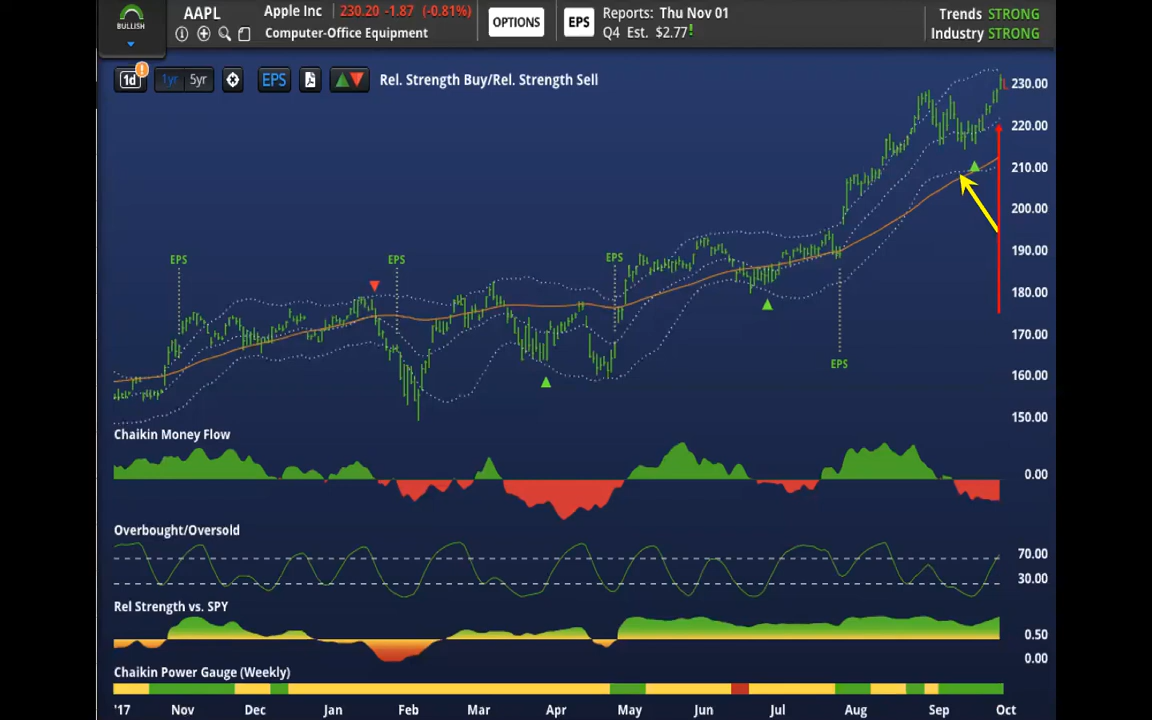 BULLISH
AAPL Apple Inc 230.20 -1.87 (-0.81%)
Computer-Office Equipment
OPTIONS
EPS
Reports: Thu Nov 01
Q4 Est. $2.77!
Trends STRONG
Industry STRONG
1d ! 1yr 5yr EPS Rel. Strength Buy/Rel. Strength Sell
230.00
220.00
210.00
200.00
190.00
180.00
170.00
160.00
150.00
EPS
EPS
EPS
EPS
L
Chaikin Money Flow
0.00
Overbought/Oversold
70.00
30.00
Rel Strength vs. SPY
0.50
0.00
Chaikin Power Gauge (Weekly)
'17 Nov Dec Jan Feb Mar Apr May Jun Jul Aug Sep Oct